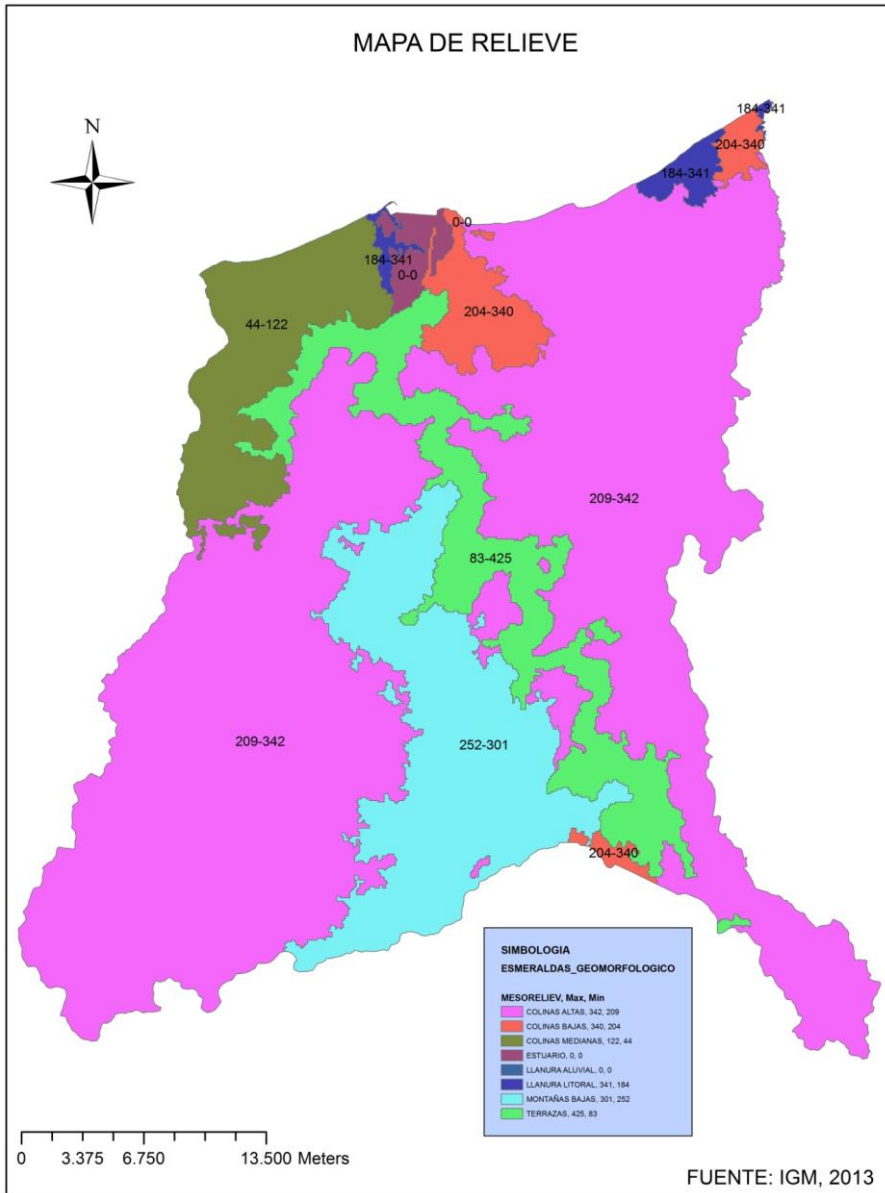 MAPA DE RELIEVE
N
184-341
204-340
184-341
0-0
184-341
0-0
204-340
44-122
209-342
83-425
209-342
252-301
204-340
SIMBOLOGIA
ESMERALDAS_GEOMORFOLOGICO
MESORELIEV, Max, Min
COLINAS ALTAS, 342, 209
COLINAS BAJAS, 340, 204
COLINAS MEDIANAS, 122, 44
ESTUARIO, 0, 0
LLANURA ALUVIAL, 0, 0
LLANURA LITORAL, 341, 184
MONTAÑAS BAJAS, 301, 252
TERRAZAS, 425, 83
0 3.375 6.750 13.500 Meters
FUENTE: IGM, 2013